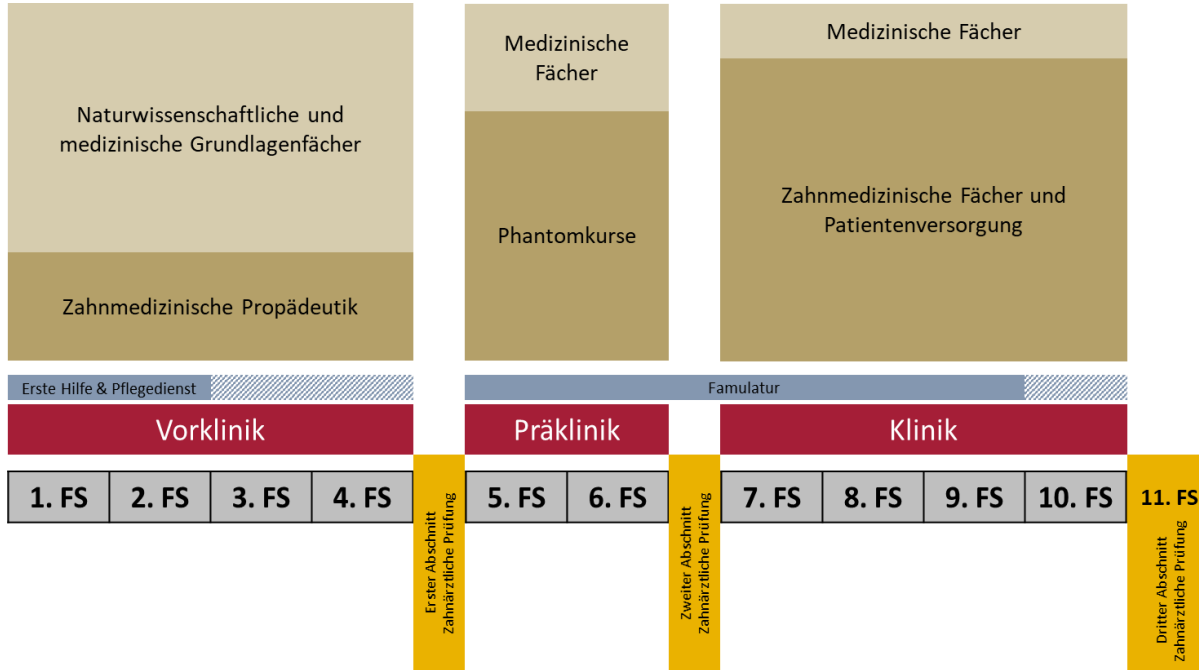 Naturwissenschaftliche und
medizinische Grundlagenfächer
Zahnmedizinische Propädeutik
Medizinische
Fächer
Phantomkurse
Medizinische Fächer
Zahnmedizinische Fächer und
Patientenversorgung
Erste Hilfe & Pflegedienst
Famulatur
Vorklinik
Präklinik
Klinik
1. FS
2. FS
3. FS
4. FS
Erster Abschnitt
Zahnärztliche Prüfung
5. FS
6. FS
Zweiter Abschnitt
Zahnärztliche Prüfung
7. FS
8. FS
9. FS
10. FS
11. FS
Dritter Abschnitt
Zahnärztliche Prüfung